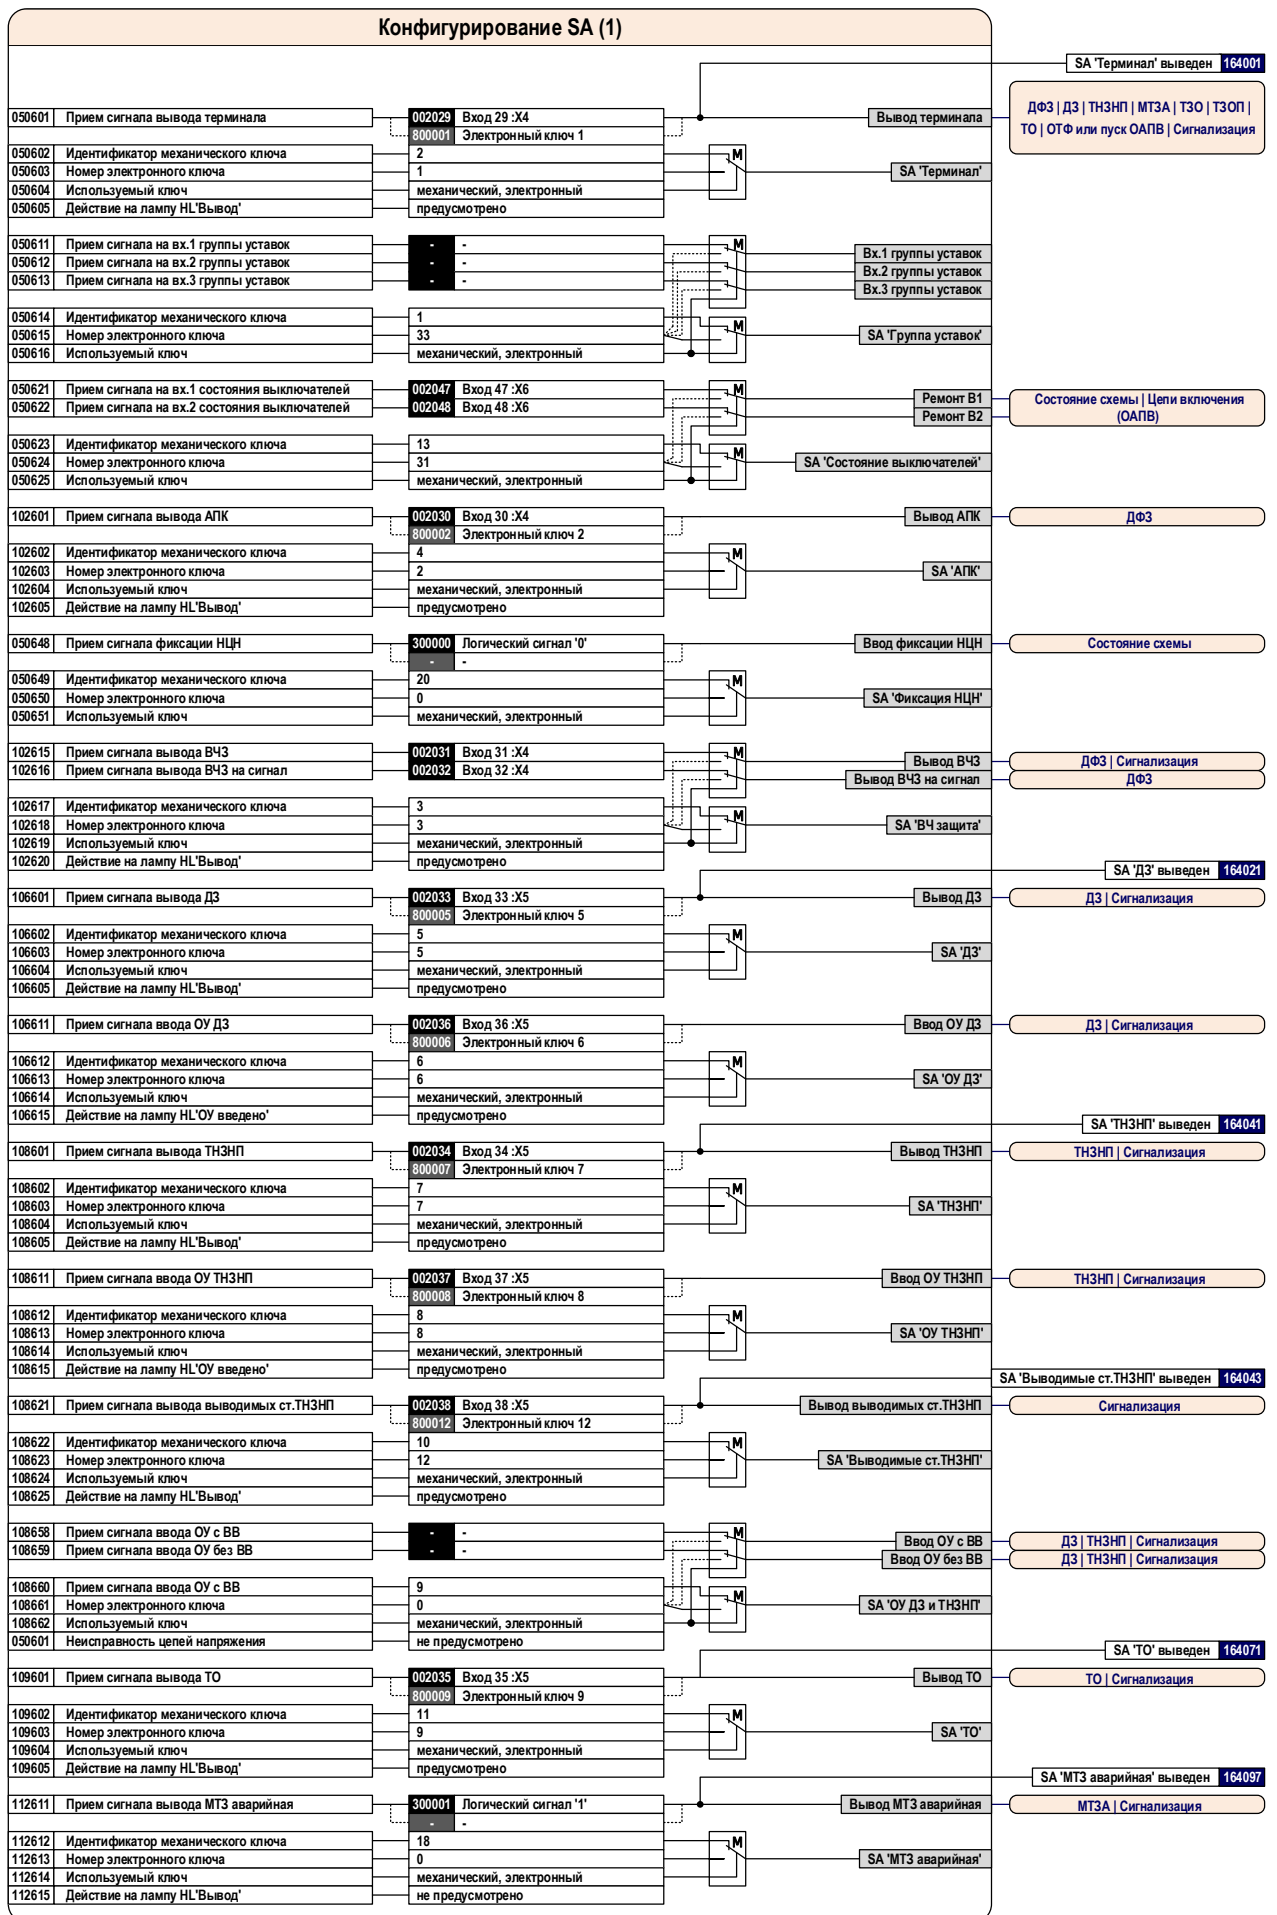 Конфигурирование SA (1)
SA 'Терминал' выведен 164001
050601 Прием сигнала вывода терминала 002029 Вход 29 :X4 Вывод терминала
ДФЗ | ДЗ | ТНЗНП | МТЗА | ТЗО | ТЗОП |
ТО | ОТФ или пуск ОАПВ | Сигнализация
800001 Электронный ключ 1
050602 Идентификатор механического ключа 2 M
050603 Номер электронного ключа 1 SA 'Терминал'
050604 Используемый ключ механический, электронный
050605 Действие на лампу HL'Вывод' предусмотрено
050611 Прием сигнала на вх.1 группы уставок - - M Вх.1 группы уставок
050612 Прием сигнала на вх.2 группы уставок - - Вх.2 группы уставок
050613 Прием сигнала на вх.3 группы уставок - - Вх.3 группы уставок
050614 Идентификатор механического ключа 1 M
050615 Номер электронного ключа 33 SA 'Группа уставок'
050616 Используемый ключ механический, электронный
050621 Прием сигнала на вх.1 состояния выключателей 002047 Вход 47 :X6 M Ремонт В1
050622 Прием сигнала на вх.2 состояния выключателей 002048 Вход 48 :X6 Ремонт В2
Состояние схемы | Цепи включения
(ОАПВ)
050623 Идентификатор механического ключа 13 M
050624 Номер электронного ключа 31 SA 'Состояние выключателей'
050625 Используемый ключ механический, электронный
102601 Прием сигнала вывода АПК 002030 Вход 30 :X4 Вывод АПК ДФЗ
800002 Электронный ключ 2
102602 Идентификатор механического ключа 4 M
102603 Номер электронного ключа 2 SA 'АПК'
102604 Используемый ключ механический, электронный
102605 Действие на лампу HL'Вывод' предусмотрено
050648 Прием сигнала фиксации НЦН 300000 Логический сигнал '0' Ввод фиксации НЦН Состояние схемы
- -
050649 Идентификатор механического ключа 20 M
050650 Номер электронного ключа 0 SA 'Фиксация НЦН'
050651 Используемый ключ механический, электронный
102615 Прием сигнала вывода ВЧЗ 002031 Вход 31 :X4 M Вывод ВЧЗ ДФЗ | Сигнализация
102616 Прием сигнала вывода ВЧЗ на сигнал 002032 Вход 32 :X4 Вывод ВЧЗ на сигнал ДФЗ
102617 Идентификатор механического ключа 3 M
102618 Номер электронного ключа 3 SA 'ВЧ защита'
102619 Используемый ключ механический, электронный
102620 Действие на лампу HL'Вывод' предусмотрено
SA 'ДЗ' выведен 164021
106601 Прием сигнала вывода ДЗ 002033 Вход 33 :X5 Вывод ДЗ ДЗ | Сигнализация
800005 Электронный ключ 5
106602 Идентификатор механического ключа 5 M
106603 Номер электронного ключа 5 SA 'ДЗ'
106604 Используемый ключ механический, электронный
106605 Действие на лампу HL'Вывод' предусмотрено
106611 Прием сигнала ввода ОУ ДЗ 002036 Вход 36 :X5 Ввод ОУ ДЗ ДЗ | Сигнализация
800006 Электронный ключ 6
106612 Идентификатор механического ключа 6 M
106613 Номер электронного ключа 6 SA 'ОУ ДЗ'
106614 Используемый ключ механический, электронный
106615 Действие на лампу HL'ОУ введено' предусмотрено
SA 'ТНЗНП' выведен 164041
108601 Прием сигнала вывода ТНЗНП 002034 Вход 34 :X5 Вывод ТНЗНП ТНЗНП | Сигнализация
800007 Электронный ключ 7
108602 Идентификатор механического ключа 7 M
108603 Номер электронного ключа 7 SA 'ТНЗНП'
108604 Используемый ключ механический, электронный
108605 Действие на лампу HL'Вывод' предусмотрено
108611 Прием сигнала ввода ОУ ТНЗНП 002037 Вход 37 :X5 Ввод ОУ ТНЗНП ТНЗНП | Сигнализация
800008 Электронный ключ 8
108612 Идентификатор механического ключа 8 M
108613 Номер электронного ключа 8 SA 'ОУ ТНЗНП'
108614 Используемый ключ механический, электронный
108615 Действие на лампу HL'ОУ введено' предусмотрено
SA 'Выводимые ст.ТНЗНП' выведен 164043
108621 Прием сигнала вывода выводимых ст.ТНЗНП 002038 Вход 38 :X5 Вывод выводимых ст.ТНЗНП Сигнализация
800012 Электронный ключ 12
108622 Идентификатор механического ключа 10 M
108623 Номер электронного ключа 12 SA 'Выводимые ст.ТНЗНП'
108624 Используемый ключ механический, электронный
108625 Действие на лампу HL'Вывод' предусмотрено
108658 Прием сигнала ввода ОУ с ВВ - - M Ввод ОУ с ВВ ДЗ | ТНЗНП | Сигнализация
108659 Прием сигнала ввода ОУ без ВВ - - Ввод ОУ без ВВ ДЗ | ТНЗНП | Сигнализация
108660 Прием сигнала ввода ОУ с ВВ 9 M
108661 Номер электронного ключа 0 SA 'ОУ ДЗ и ТНЗНП'
108662 Используемый ключ механический, электронный
050601 Неисправность цепей напряжения не предусмотрено
SA 'ТО' выведен 164071
109601 Прием сигнала вывода ТО 002035 Вход 35 :X5 Вывод ТО ТО | Сигнализация
800009 Электронный ключ 9
109602 Идентификатор механического ключа 11 M
109603 Номер электронного ключа 9 SA 'ТО'
109604 Используемый ключ механический, электронный
109605 Действие на лампу HL'Вывод' предусмотрено
SA 'МТЗ аварийная' выведен 164097
112611 Прием сигнала вывода МТЗ аварийная 300001 Логический сигнал '1' Вывод МТЗ аварийная МТЗА | Сигнализация
- -
112612 Идентификатор механического ключа 18 M
112613 Номер электронного ключа 0 SA 'МТЗ аварийная'
112614 Используемый ключ механический, электронный
112615 Действие на лампу HL'Вывод' не предусмотрено